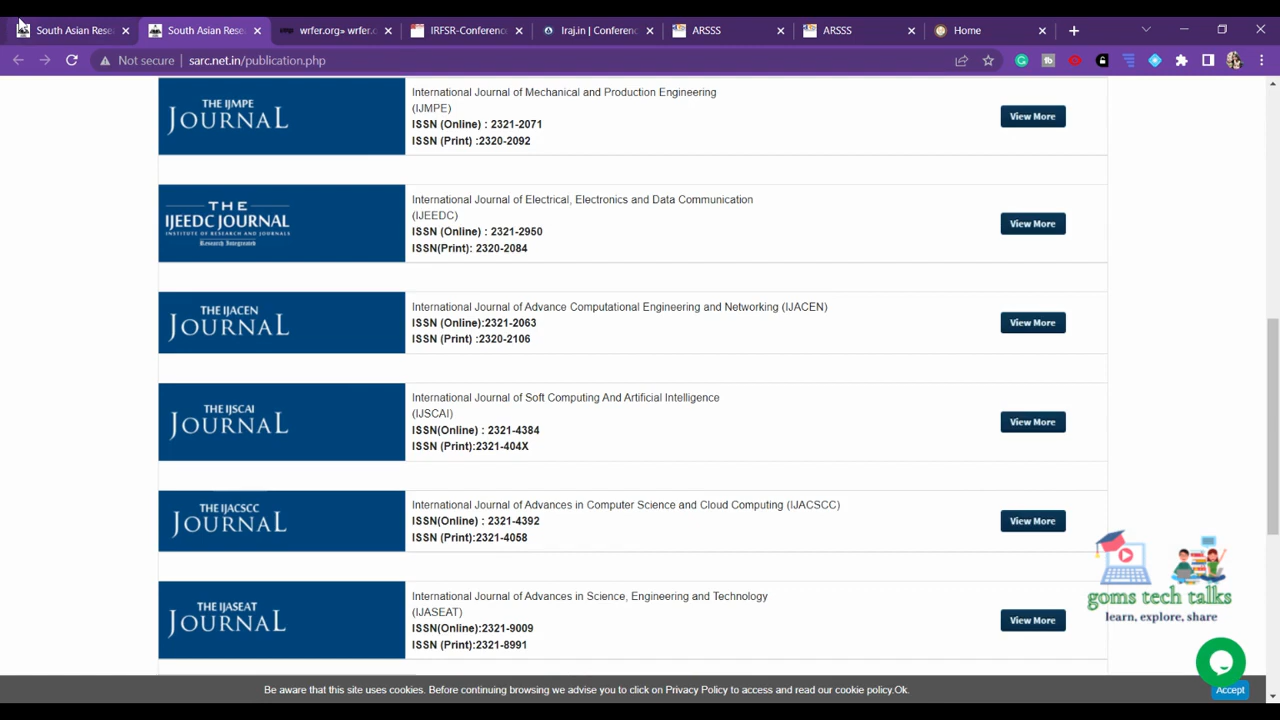 South Asian Rese
South Asian Rese
wrfer.org» wrfer.o
IRFSR-Conferenc
Iraj.in | Conferenc
ARSSS
ARSSS
Home
Not secure
sarc.net.in/publication.php
THE IJMPE
JOURNAL
International Journal of Mechanical and Production Engineering
(IJMPE)
ISSN (Online) : 2321-2071
ISSN (Print) :2320-2092
View More
THE
IJEEDC JOURNAL
INSTITUTE OF RESEARCH AND JOURNALS
Research Integrated
International Journal of Electrical, Electronics and Data Communication
(IJEEDC)
ISSN (Online) : 2321-2950
ISSN(Print): 2320-2084
View More
THE IJACEN
JOURNAL
International Journal of Advance Computational Engineering and Networking (IJACEN)
ISSN (Online):2321-2063
ISSN (Print) :2320-2106
View More
THE IJSCAI
JOURNAL
International Journal of Soft Computing And Artificial Intelligence
(IJSCAI)
ISSN(Online) : 2321-4384
ISSN (Print):2321-404X
View More
THE IJACSCC
JOURNAL
International Journal of Advances in Computer Science and Cloud Computing (IJACSCC)
ISSN(Online) : 2321-4392
ISSN (Print):2321-4058
View More
THE IJASEAT
JOURNAL
International Journal of Advances in Science, Engineering and Technology
(IJASEAT)
ISSN(Online):2321-9009
ISSN (Print):2321-8991
View More
goms tech talks
learn, explore, share
Be aware that this site uses cookies. Before continuing browsing we advise you to click on Privacy Policy to access and read our cookie policy.Ok.
Accept